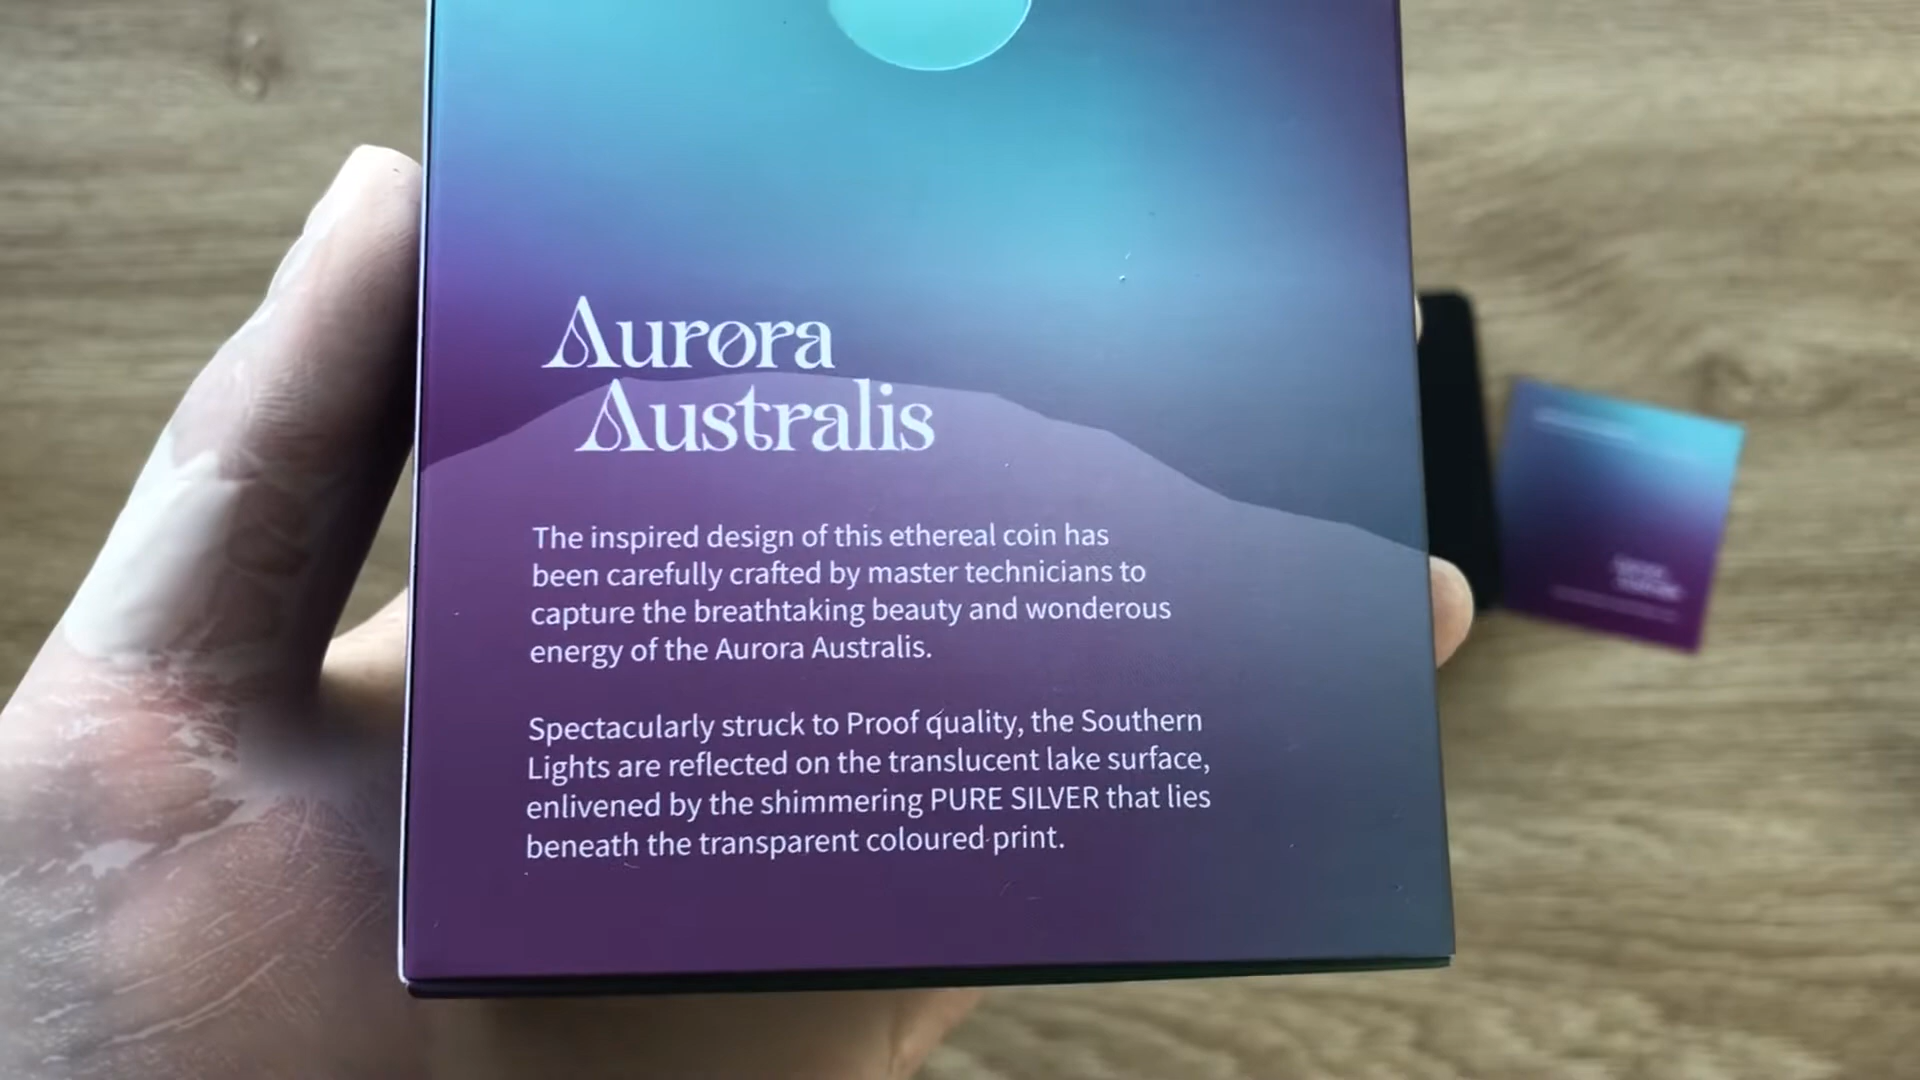 Aurora
Australis
The inspired design of this ethereal coin has
been carefully crafted by master technicians to
capture the breathtaking beauty and wonderous
energy of the Aurora Australis.
Spectacularly struck to Proof quality, the Southern
Lights are reflected on the translucent lake surface,
enlivened by the shimmering PURE SILVER that lies
beneath the transparent coloured print.